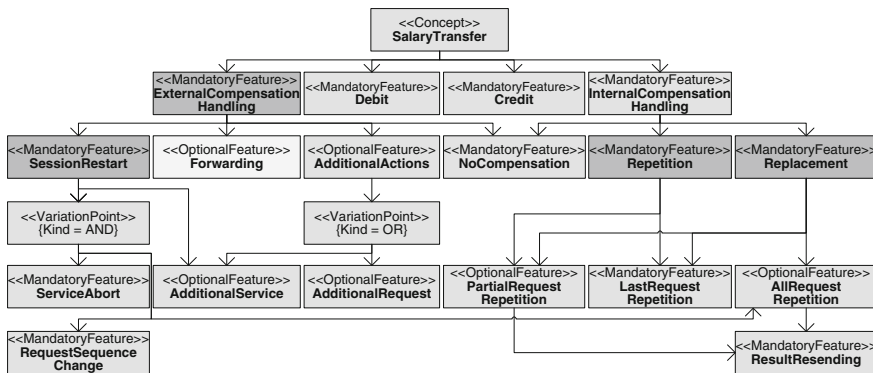 <<Concept>>
SalaryTransfer
<<MandatoryFeature>>
ExternalCompensation
Handling
<<MandatoryFeature>>
Debit
<<MandatoryFeature>>
Credit
<<MandatoryFeature>>
InternalCompensation
Handling
<<MandatoryFeature>>
SessionRestart
<<OptionalFeature>>
Forwarding
<<OptionalFeature>>
AdditionalActions
<<MandatoryFeature>>
NoCompensation
<<MandatoryFeature>>
Repetition
<<MandatoryFeature>>
Replacement
<<VariationPoint>>
{Kind = AND}
<<VariationPoint>>
{Kind = OR}
<<MandatoryFeature>>
ServiceAbort
<<OptionalFeature>>
AdditionalService
<<OptionalFeature>>
AdditionalRequest
<<OptionalFeature>>
PartialRequest
Repetition
<<MandatoryFeature>>
LastRequest
Repetition
<<OptionalFeature>>
AllRequest
Repetition
<<MandatoryFeature>>
RequestSequence
Change
<<MandatoryFeature>>
ResultResending